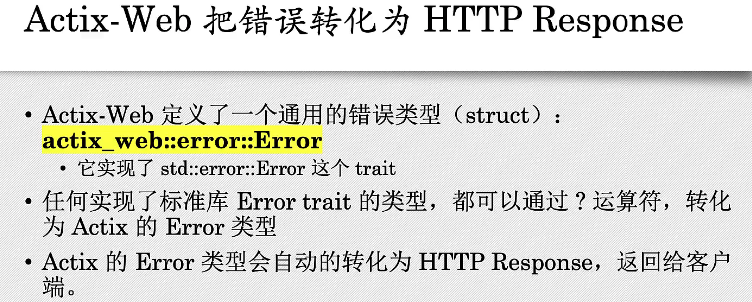 Actix-Web 把错误转化为 HTTP Response
• Actix-Web 定义了一个通用的错误类型（struct）：
actix_web::error::Error
• 它实现了 std::error::Error 这个 trait
• 任何实现了标准库 Error trait 的类型，都可以通过 ? 运算符，转化
为 Actix 的 Error 类型
• Actix 的 Error 类型会自动的转化为 HTTP Response，返回给客户
端。